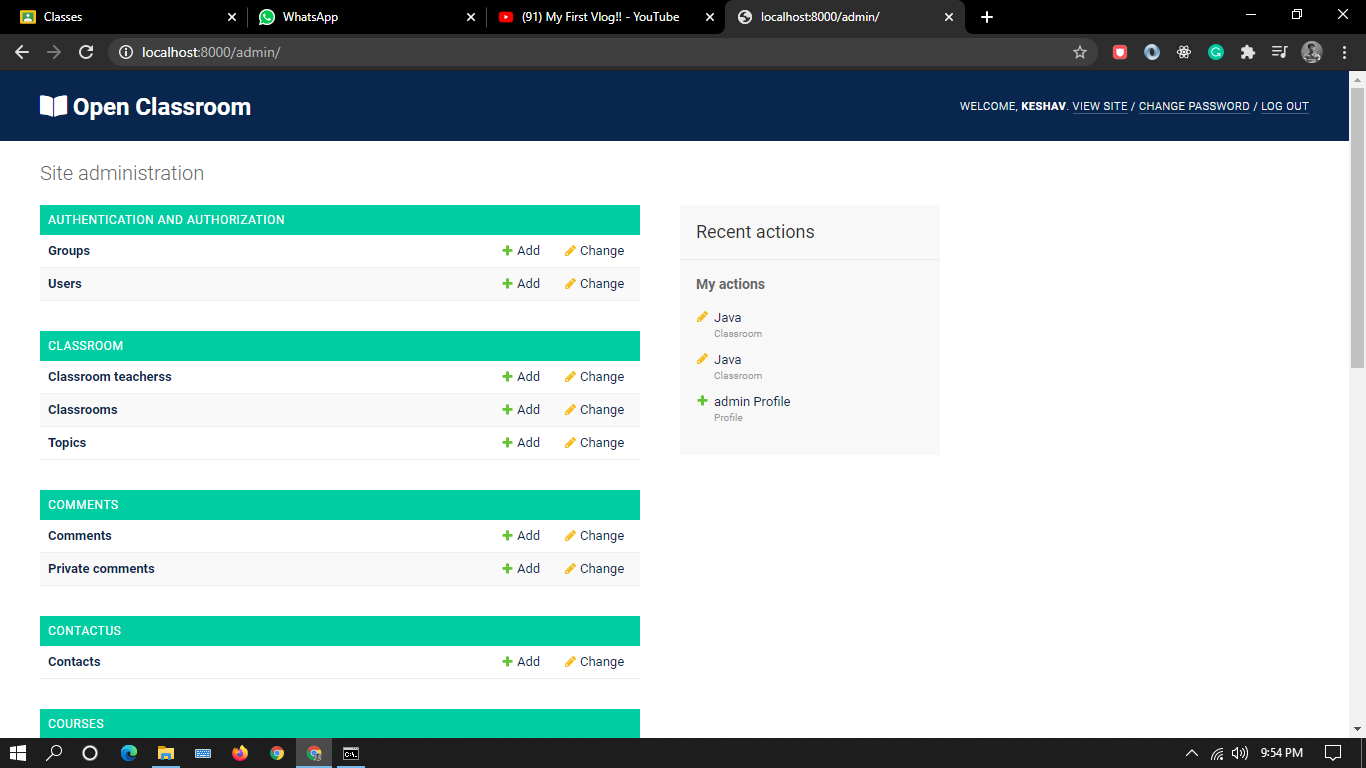 Classes
WhatsApp
(91) My First Vlog!! - YouTube
localhost:8000/admin/
localhost:8000/admin/
Open Classroom
WELCOME, KESHAV. VIEW SITE / CHANGE PASSWORD / LOG OUT
Site administration
AUTHENTICATION AND AUTHORIZATION
Groups Add Change
Users Add Change
CLASSROOM
Classroom teacherss Add Change
Classrooms Add Change
Topics Add Change
COMMENTS
Comments Add Change
Private comments Add Change
CONTACTUS
Contacts Add Change
COURSES
Recent actions
My actions
Java
Classroom
Java
Classroom
admin Profile
Profile
9:54 PM